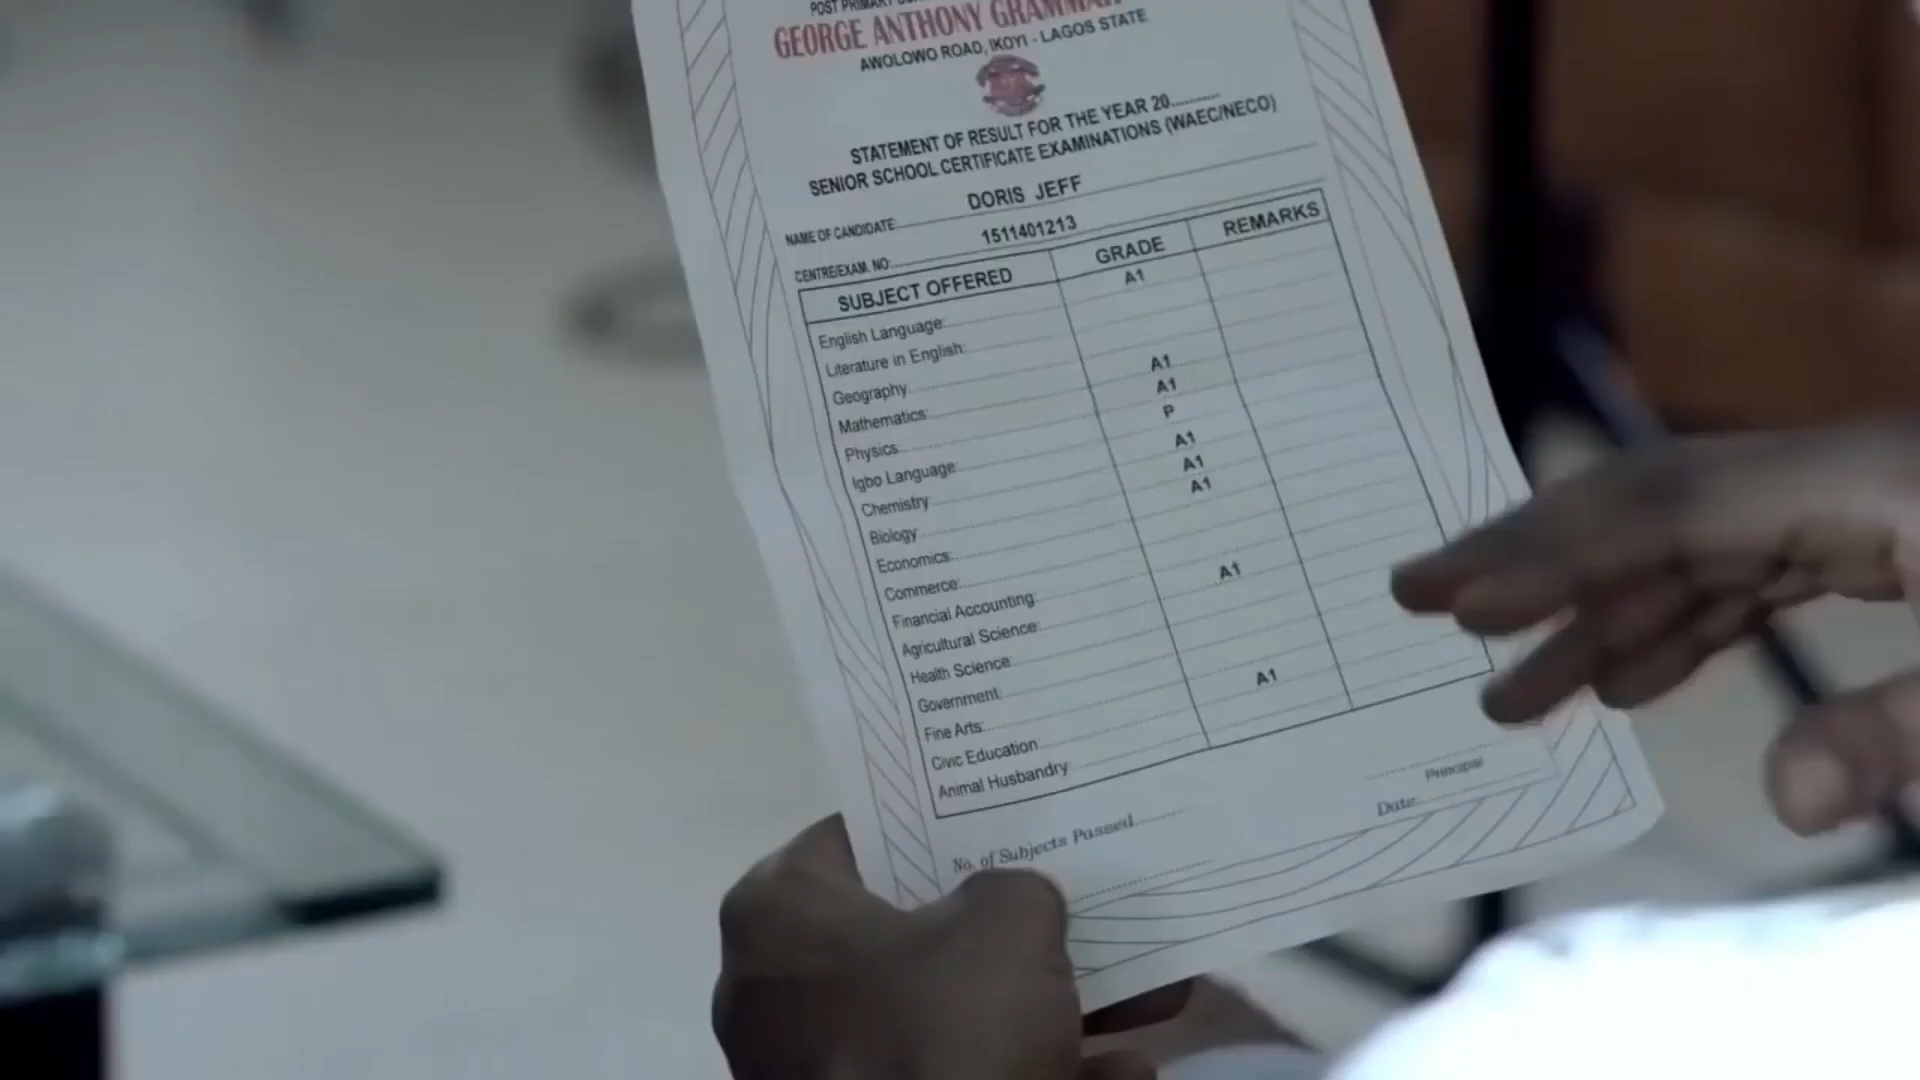 POST PRIMARY
GEORGE ANTHONY GRAMMAR
AWOLOWO ROAD, IKOYI - LAGOS STATE
STATEMENT OF RESULT FOR THE YEAR 20..........
SENIOR SCHOOL CERTIFICATE EXAMINATIONS (WAEC/NECO)
NAME OF CANDIDATE: DORIS JEFF
CENTRE/EXAM. NO: 1511401213
SUBJECT OFFERED GRADE REMARKS
English Language: A1
Literature in English:
Geography
Mathematics: A1
Physics: A1
Igbo Language: P
Chemistry A1
Biology A1
Economics: A1
Commerce:
Financial Accounting:
Agricultural Science: A1
Health Science:
Government:
Fine Arts:
Civic Education A1
Animal Husbandry
Principal
No. of Subjects Passed.......... Date: